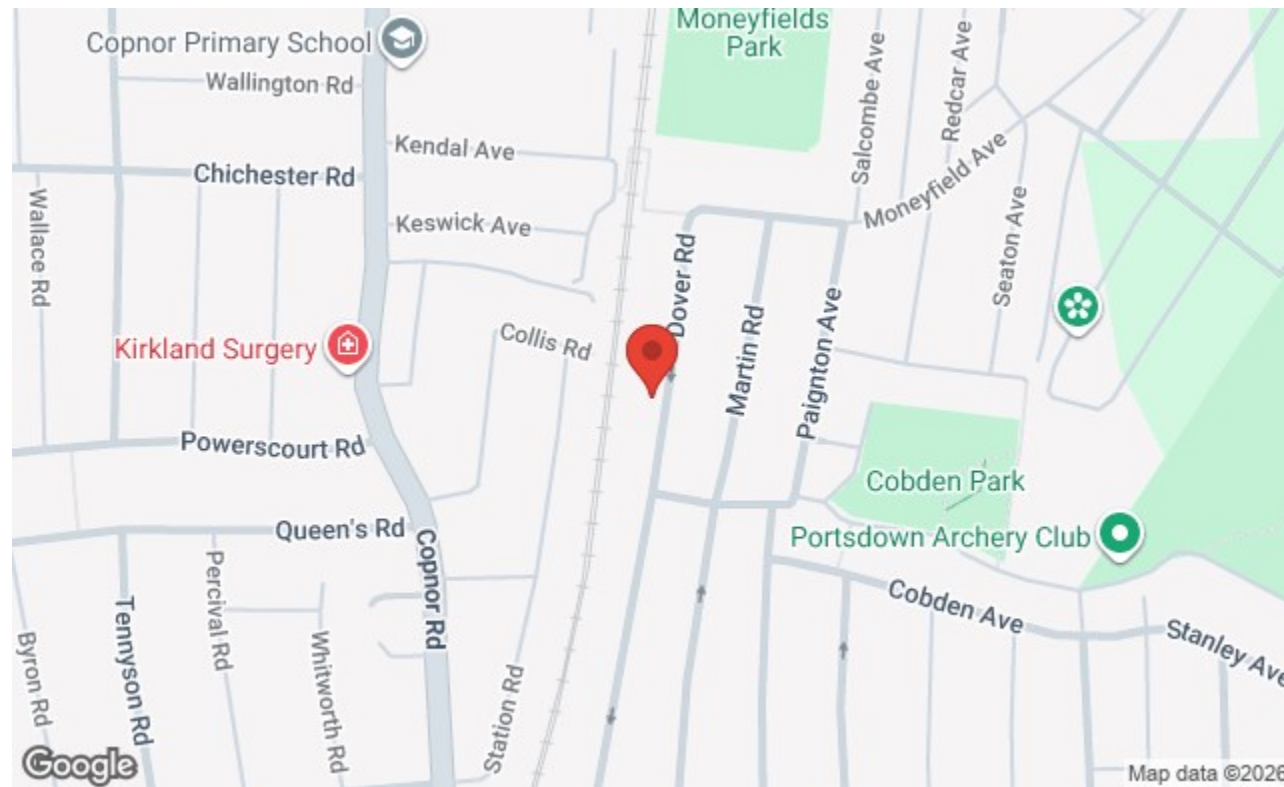 Moneyfields
Park
Copnor Primary School
Wallington Rd
Kendal Ave
Salcombe Ave
Redcar Ave
Chichester Rd
Moneyfield Ave
Wallace Rd
Keswick Ave
Seaton Ave
Dover Rd
Collis Rd
Martin Rd
Paignton Ave
Kirkland Surgery
Powerscourt Rd
Cobden Park
Queen's Rd
Portsdown Archery Club
Copnor Rd
Percival Rd
Tennyson Rd
Cobden Ave
Stanley Ave
Byron Rd
Whitworth Rd
Station Rd
Google
Map data ©2026